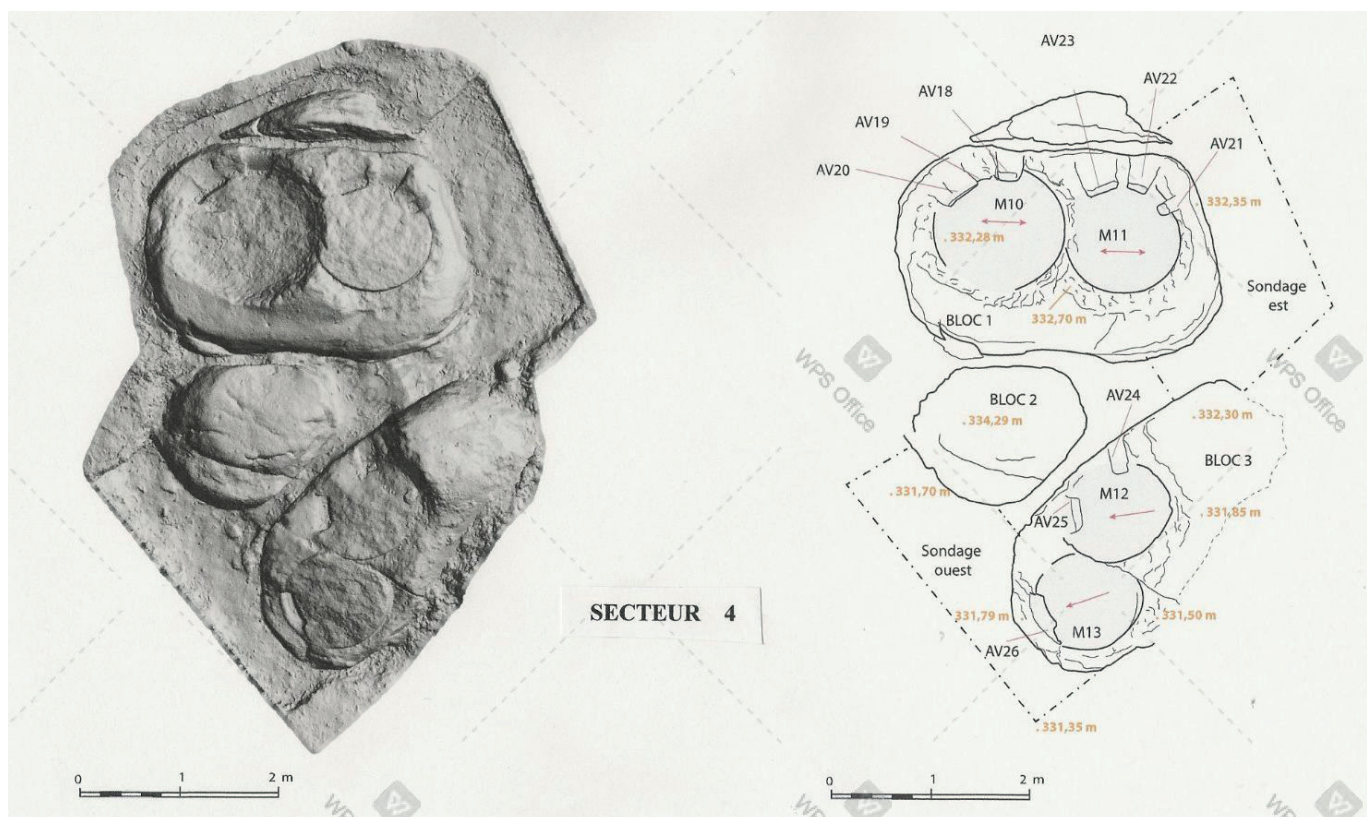 AV23
AV22
AV18
AV19
AV21
AV20
. 332,35 m
M10
M11
. 332,28 m
Sondage
est
BLOC 1
332,70 m
WPS Office
WPS Office
BLOC 2
AV24
. 332,30 m
. 334,29 m
BLOC 3
. 331,70 m
M12
. 331,85 m
AV25
Sondage
ouest
SECTEUR 4
331,79 m
. 331,50 m
M13
AV26
. 331,35 m
0 1 2 m
0 1 2 m
WPS Office
WPS Office
WPS Office